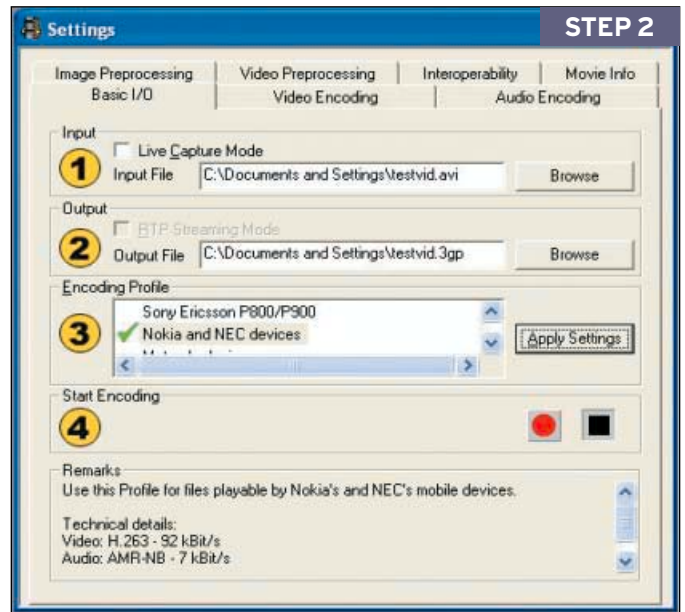 Settings
STEP 2
Image Preprocessing Video Preprocessing Interoperability Movie Info
Basic I/O Video Encoding Audio Encoding
Input
1
Live Capture Mode
Input File C:\Documents and Settings\testvid.avi Browse
Output
2
RTP Streaming Mode
Output File C:\Documents and Settings\testvid.3gp Browse
Encoding Profile
3
Sony Ericsson P800/P900
Nokia and NEC devices
Apply Settings
Start Encoding
4
Remarks
Use this Profile for files playable by Nokia's and NEC's mobile devices.
Technical details:
Video: H.263 - 92 kBit/s
Audio: AMR-NB - 7 kBit/s